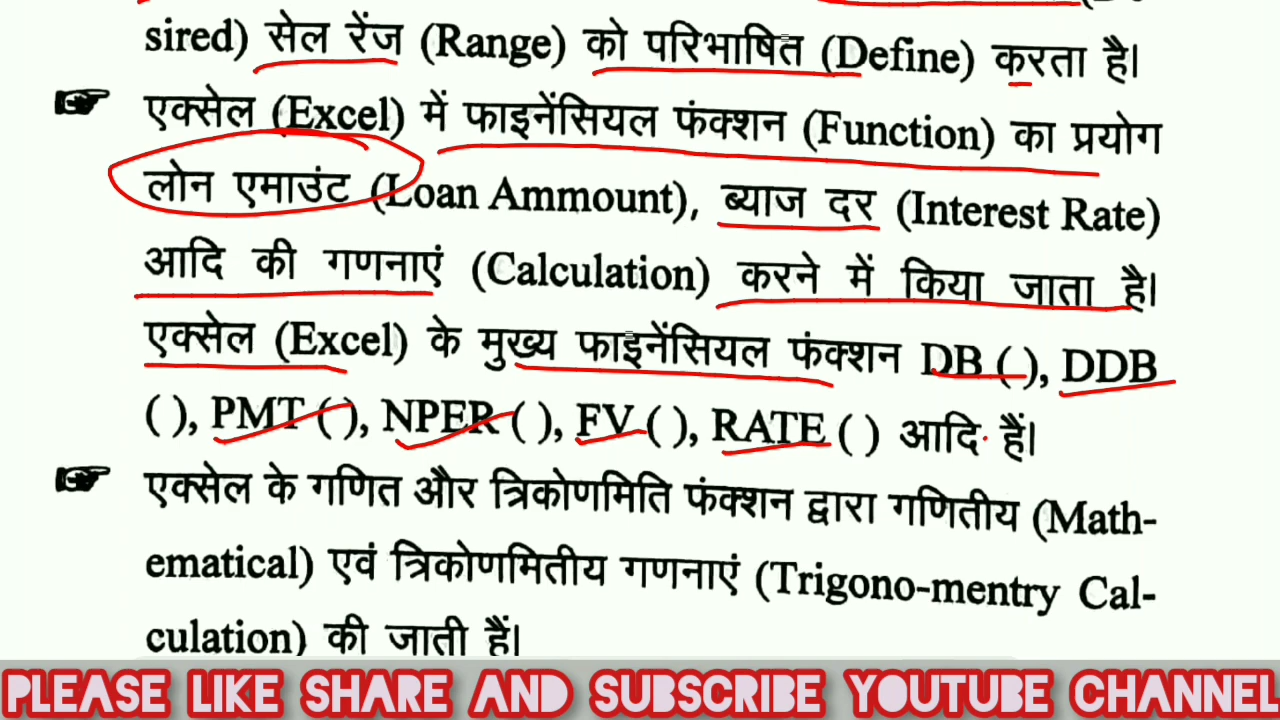 sired) सेल रेंज (Range) को परिभाषित (Define) करता है।
एक्सेल (Excel) में फाइनेंसियल फंक्शन (Function) का प्रयोग
लोन एमाउंट (Loan Ammount), ब्याज दर (Interest Rate)
आदि की गणनाएं (Calculation) करने में किया जाता है।
एक्सेल (Excel) के मुख्य फाइनेंसियल फंक्शन DB ( ), DDB
( ), PMT ( ), NPER ( ), FV ( ), RATE ( ) आदि हैं।
एक्सेल के गणित और त्रिकोणमिति फंक्शन द्वारा गणितीय (Math-
ematical) एवं त्रिकोणमितीय गणनाएं (Trigono-mentry Cal-
culation) की जाती हैं।
PLEASE LIKE SHARE AND SUBSCRIBE YOUTUBE CHANNEL